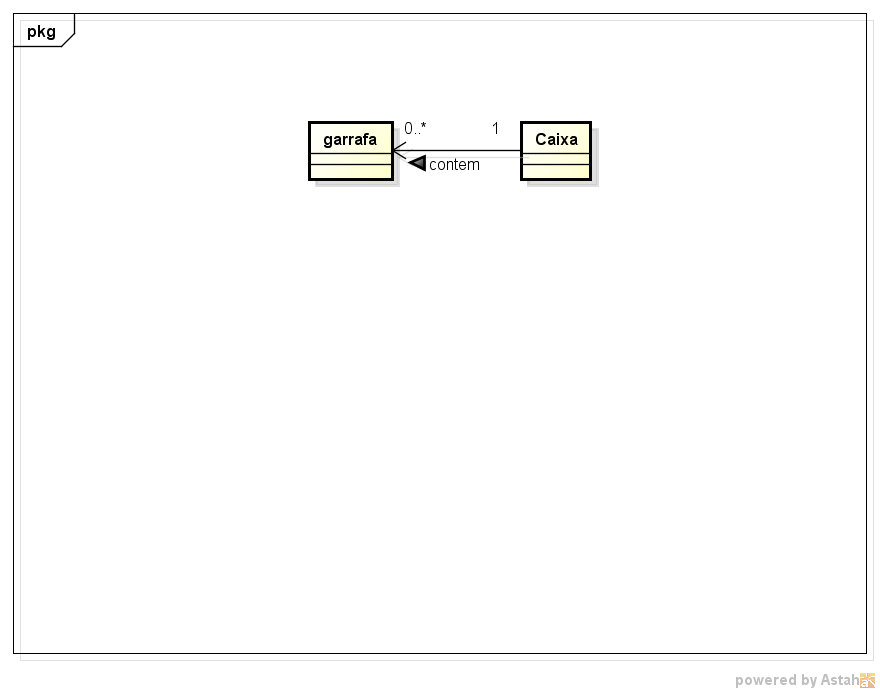 pkg
garrafa
0..*
1
Caixa
contem
powered by Astah